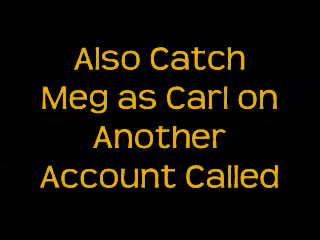 Also Catch
Meg as Carl on
Another
Account Called